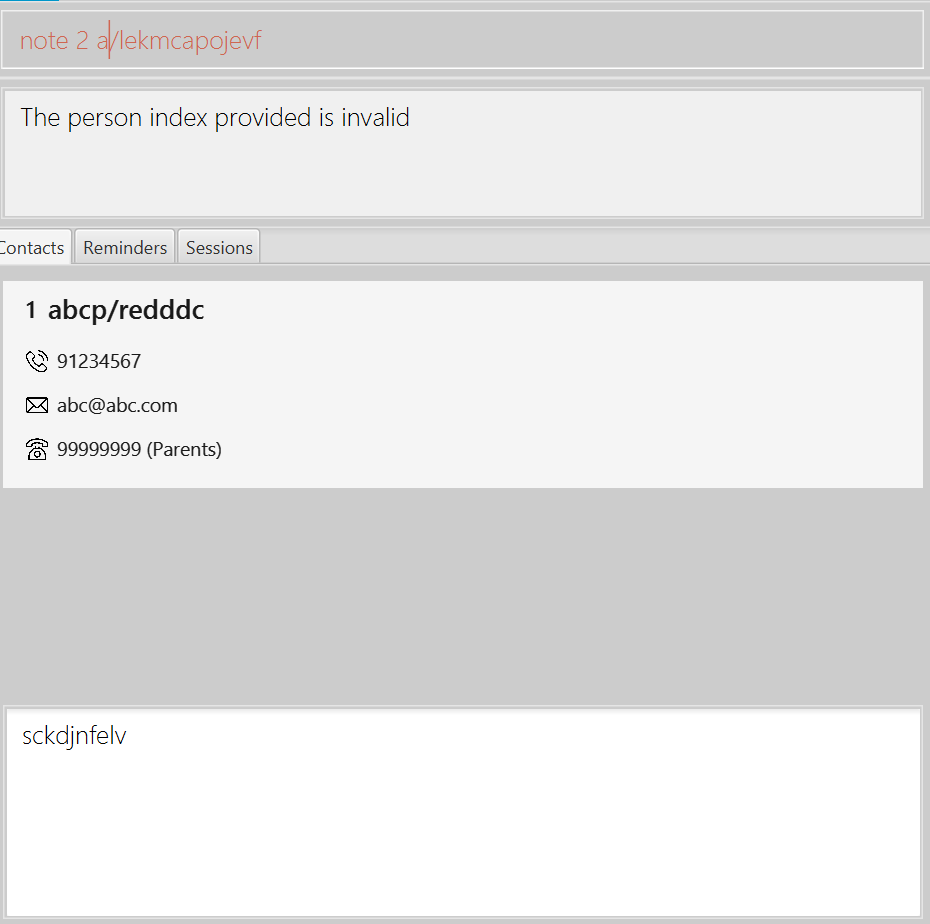 note 2 a/lekmcapojevf
The person index provided is invalid
Contacts Reminders Sessions
1 abcp/redddc
91234567
abc@abc.com
99999999 (Parents)
sckdjnfelv